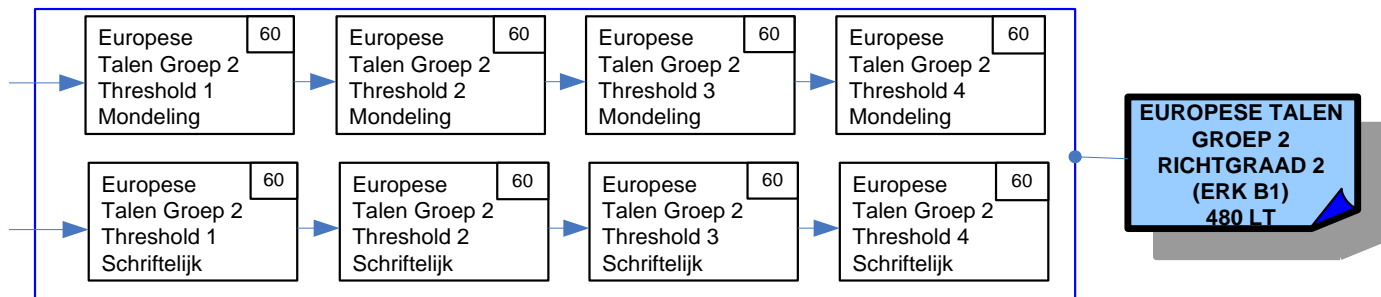 Europese
Talen Groep 2
Threshold 1
Mondeling
60
Europese
Talen Groep 2
Threshold 2
Mondeling
60
Europese
Talen Groep 2
Threshold 3
Mondeling
60
Europese
Talen Groep 2
Threshold 4
Mondeling
60
Europese
Talen Groep 2
Threshold 1
Schriftelijk
60
Europese
Talen Groep 2
Threshold 2
Schriftelijk
60
Europese
Talen Groep 2
Threshold 3
Schriftelijk
60
Europese
Talen Groep 2
Threshold 4
Schriftelijk
60
EUROPESE TALEN
GROEP 2
RICHTGRAAD 2
(ERK B1)
480 LT